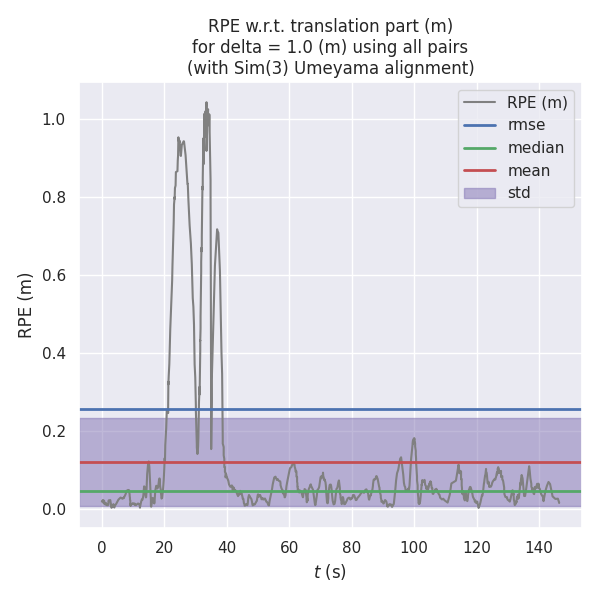 RPE w.r.t. translation part (m)
for delta = 1.0 (m) using all pairs
(with Sim(3) Umeyama alignment)
RPE (m)
rmse
median
mean
std
1.0
0.8
0.6
0.4
0.2
0.0
RPE (m)
0 20 40 60 80 100 120 140
t (s)